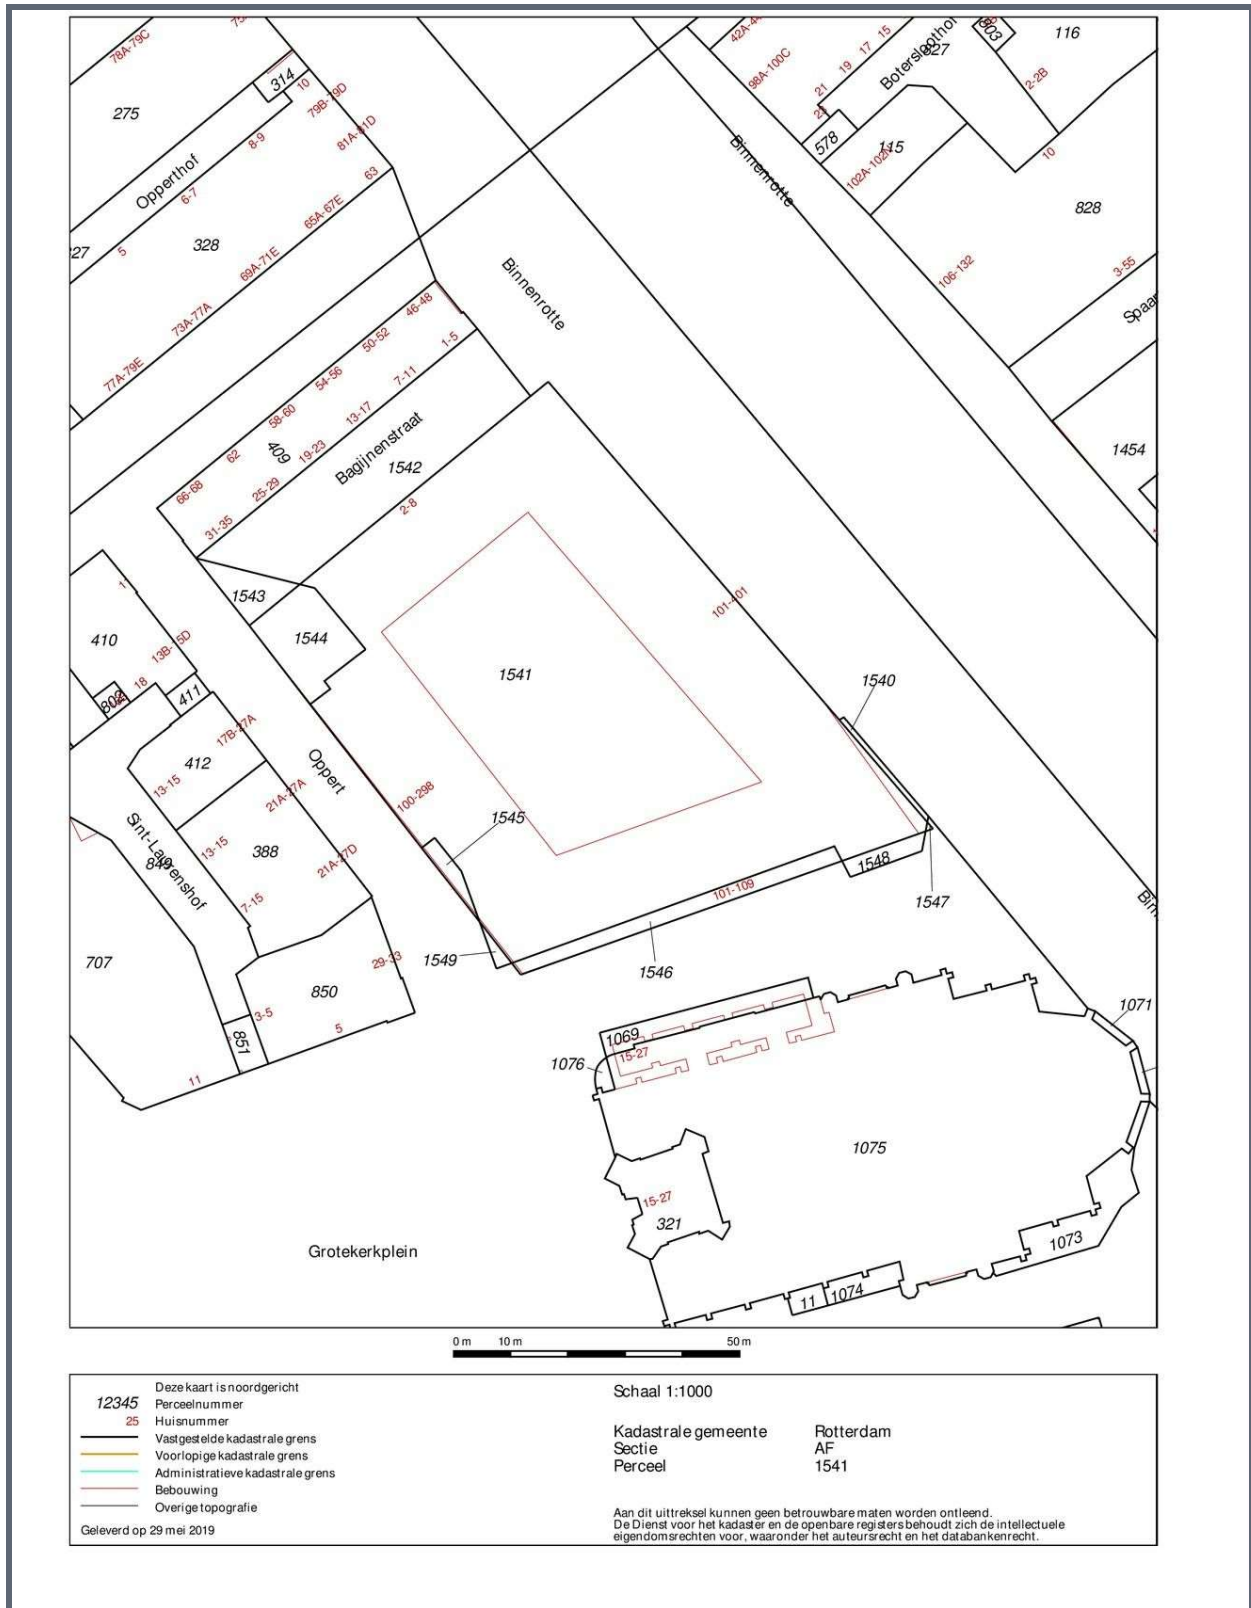 78A-79C
42A-44
903
116
98A-100C
15
17
19
21
827
Botersloothof
2-2B
314
10
79B-79D
81A-81D
275
8-9
578
115
102A-102N
10
Binnenrotte
Opperthof
6-7
63
65A-67E
328
5
69A-71E
828
27
106-132
3-55
Spaar
Binnenrotte
73A-77A
46-48
77A-79E
50-52
1-5
54-56
7-11
58-60
13-17
62
409
19-23
Bagijnenstraat
1542
1454
66-68
25-29
2-8
31-35
1543
101-401
410
1544
13B-15D
1541
1540
18
411
802
17B-27A
412
Oppert
13-15
21A-27A
100-298
1545
Sint-Laurenshof
849
13-15
388
21A-27D
1548
101-109
7-15
1547
Binn
707
29-33
1549
1546
850
3-5
5
851
1071
1069
15-27
1076
11
1075
15-27
321
1073
Grotekerkplein
11
1074
0 m 10 m 50 m
Deze kaart is noordgericht
12345 Perceelnummer
25 Huisnummer
Vastgestelde kadastrale grens
Voorlopige kadastrale grens
Administratieve kadastrale grens
Bebouwing
Overige topografie
Geleverd op 29 mei 2019
Schaal 1:1000
Kadastrale gemeente Rotterdam
Sectie AF
Perceel 1541
Aan dit uittreksel kunnen geen betrouwbare maten worden ontleend.
De Dienst voor het kadaster en de openbare registers behoudt zich de intellectuele
eigendomsrechten voor, waaronder het auteursrecht en het databankenrecht.